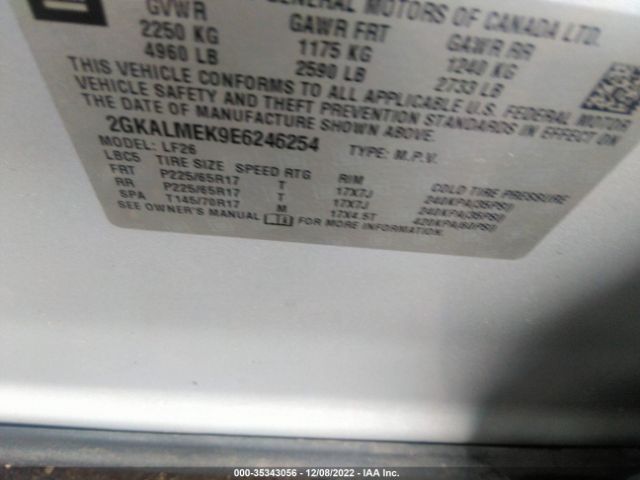 GENERAL MOTORS OF CANADA LTD.
GVWR GAWR FRT GAWR RR
2250 KG 1175 KG 1240 KG
4960 LB 2590 LB 2733 LB
THIS VEHICLE CONFORMS TO ALL APPLICABLE U.S. FEDERAL MOTOR
VEHICLE SAFETY AND THEFT PREVENTION STANDARDS IN EFFECT ON
THE DATE OF MANUFACTURE SHOWN ABOVE.
2GKALMEK9E6246254 TYPE: M.P.V.
MODEL: LF26
LBC5 TIRE SIZE SPEED RTG RIM COLD TIRE PRESSURE
FRT P225/65R17 T 17X7J 240KPA(35PSI)
RR P225/65R17 T 17X7J 240KPA(35PSI)
SPA T145/70R17 M 17X4.5T 420KPA(60PSI)
SEE OWNER'S MANUAL FOR MORE INFORMATION
000-35343056 - 12/08/2022 - IAA Inc.